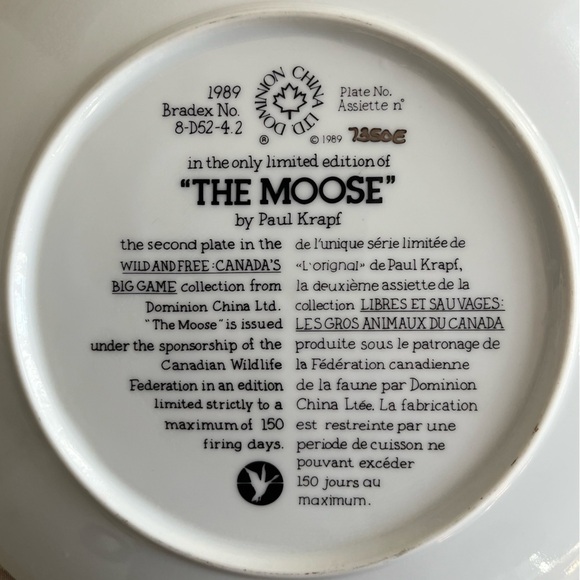 1989
Bradex No.
8-D52-4.2
DOMINION CHINA LTD.
®
© 1989
Plate No.
Assiette n°
7350E
in the only limited edition of
"THE MOOSE"
by Paul Krapf
the second plate in the
WILD AND FREE: CANADA'S
BIG GAME collection from
Dominion China Ltd.
"The Moose" is issued
under the sponsorship of the
Canadian Wildlife
Federation in an edition
limited strictly to a
maximum of 150
firing days.
de l'unique série limitée de
«L'orignal» de Paul Krapf,
la deuxième assiette de la
collection LIBRES ET SAUVAGES:
LES GROS ANIMAUX DU CANADA
produite sous le patronage de
la Fédération canadienne
de la faune par Dominion
China Ltée. La fabrication
est restreinte par une
periode de cuisson ne
pouvant excéder
150 jours au
maximum.